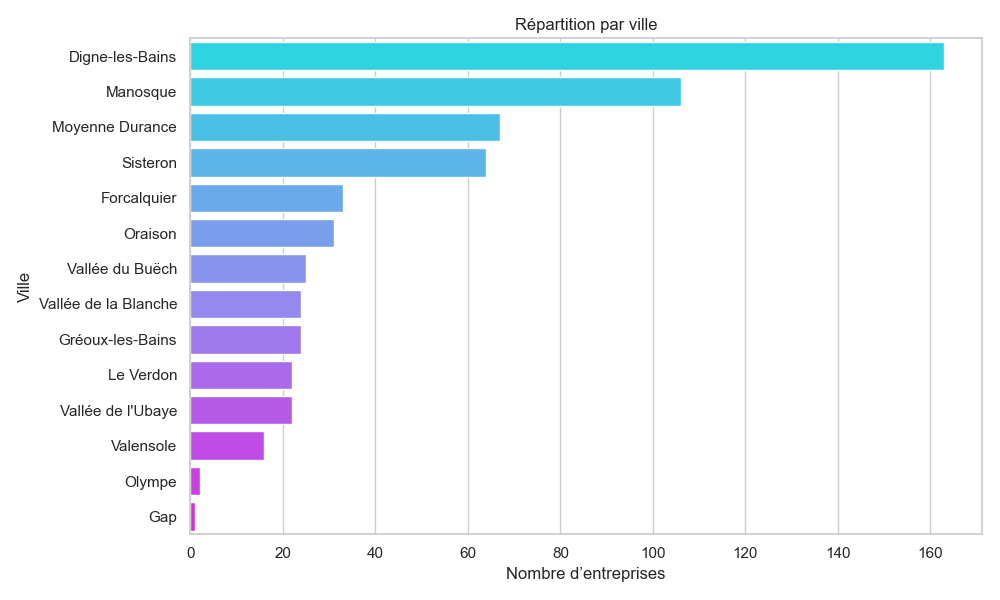 Répartition par ville
Ville
Digne-les-Bains
Manosque
Moyenne Durance
Sisteron
Forcalquier
Oraison
Vallée du Buëch
Vallée de la Blanche
Gréoux-les-Bains
Le Verdon
Vallée de l'Ubaye
Valensole
Olympe
Gap
0 20 40 60 80 100 120 140 160
Nombre d’entreprises